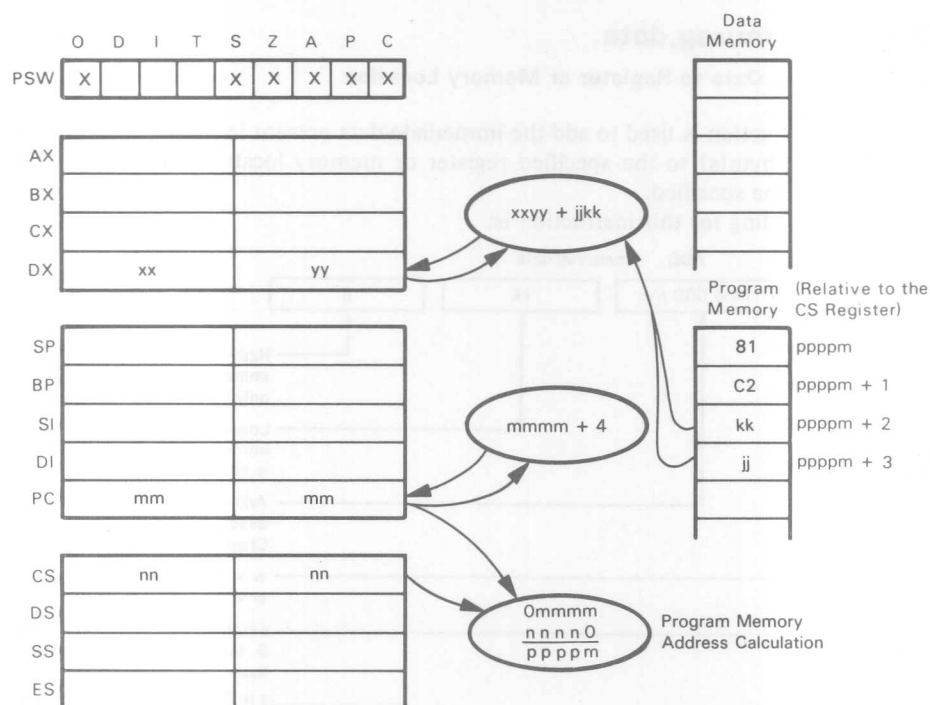 O D I T S Z A P C
PSW X X X X X X
AX
BX
CX
DX xx yy
SP
BP
SI
DI
PC mm mm
CS nn nn
DS
SS
ES
xxyy + jjkk
mmmm + 4
0mmmm
nnnn0
ppppm
Program Memory
Address Calculation
Data
Memory
Program
Memory
(Relative to the
CS Register)
81 ppppm
C2 ppppm + 1
kk ppppm + 2
jj ppppm + 3